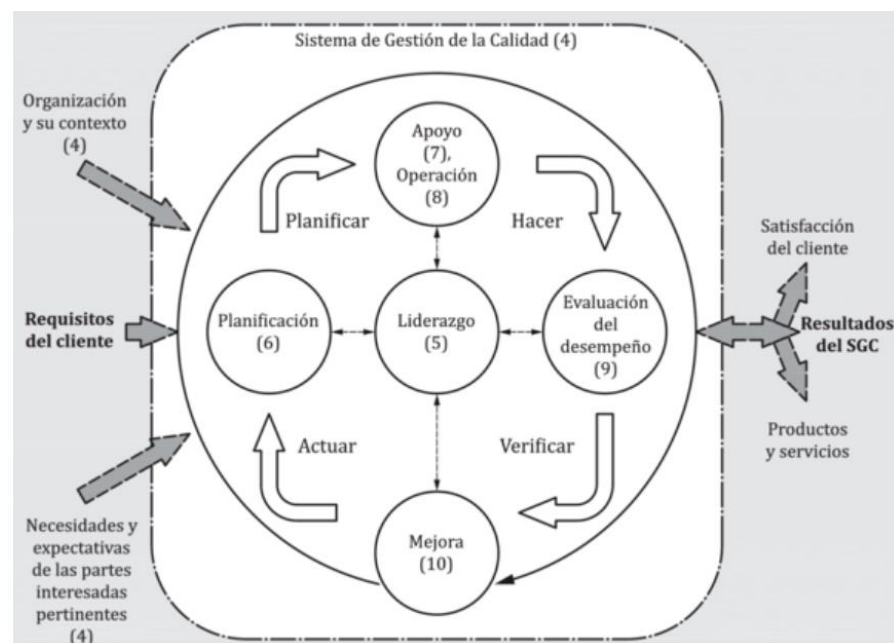 Sistema de Gestión de la Calidad (4)
Organización
y su contexto
(4)
Apoyo
(7),
Operación
(8)
Planificar
Hacer
Satisfacción
del cliente
Requisitos
del cliente
Planificación
(6)
Liderazgo
(5)
Evaluación
del
desempeño
(9)
Resultados
del SGC
Actuar
Verificar
Productos
y servicios
Necesidades y
expectativas
de las partes
interesadas
pertinentes
(4)
Mejora
(10)